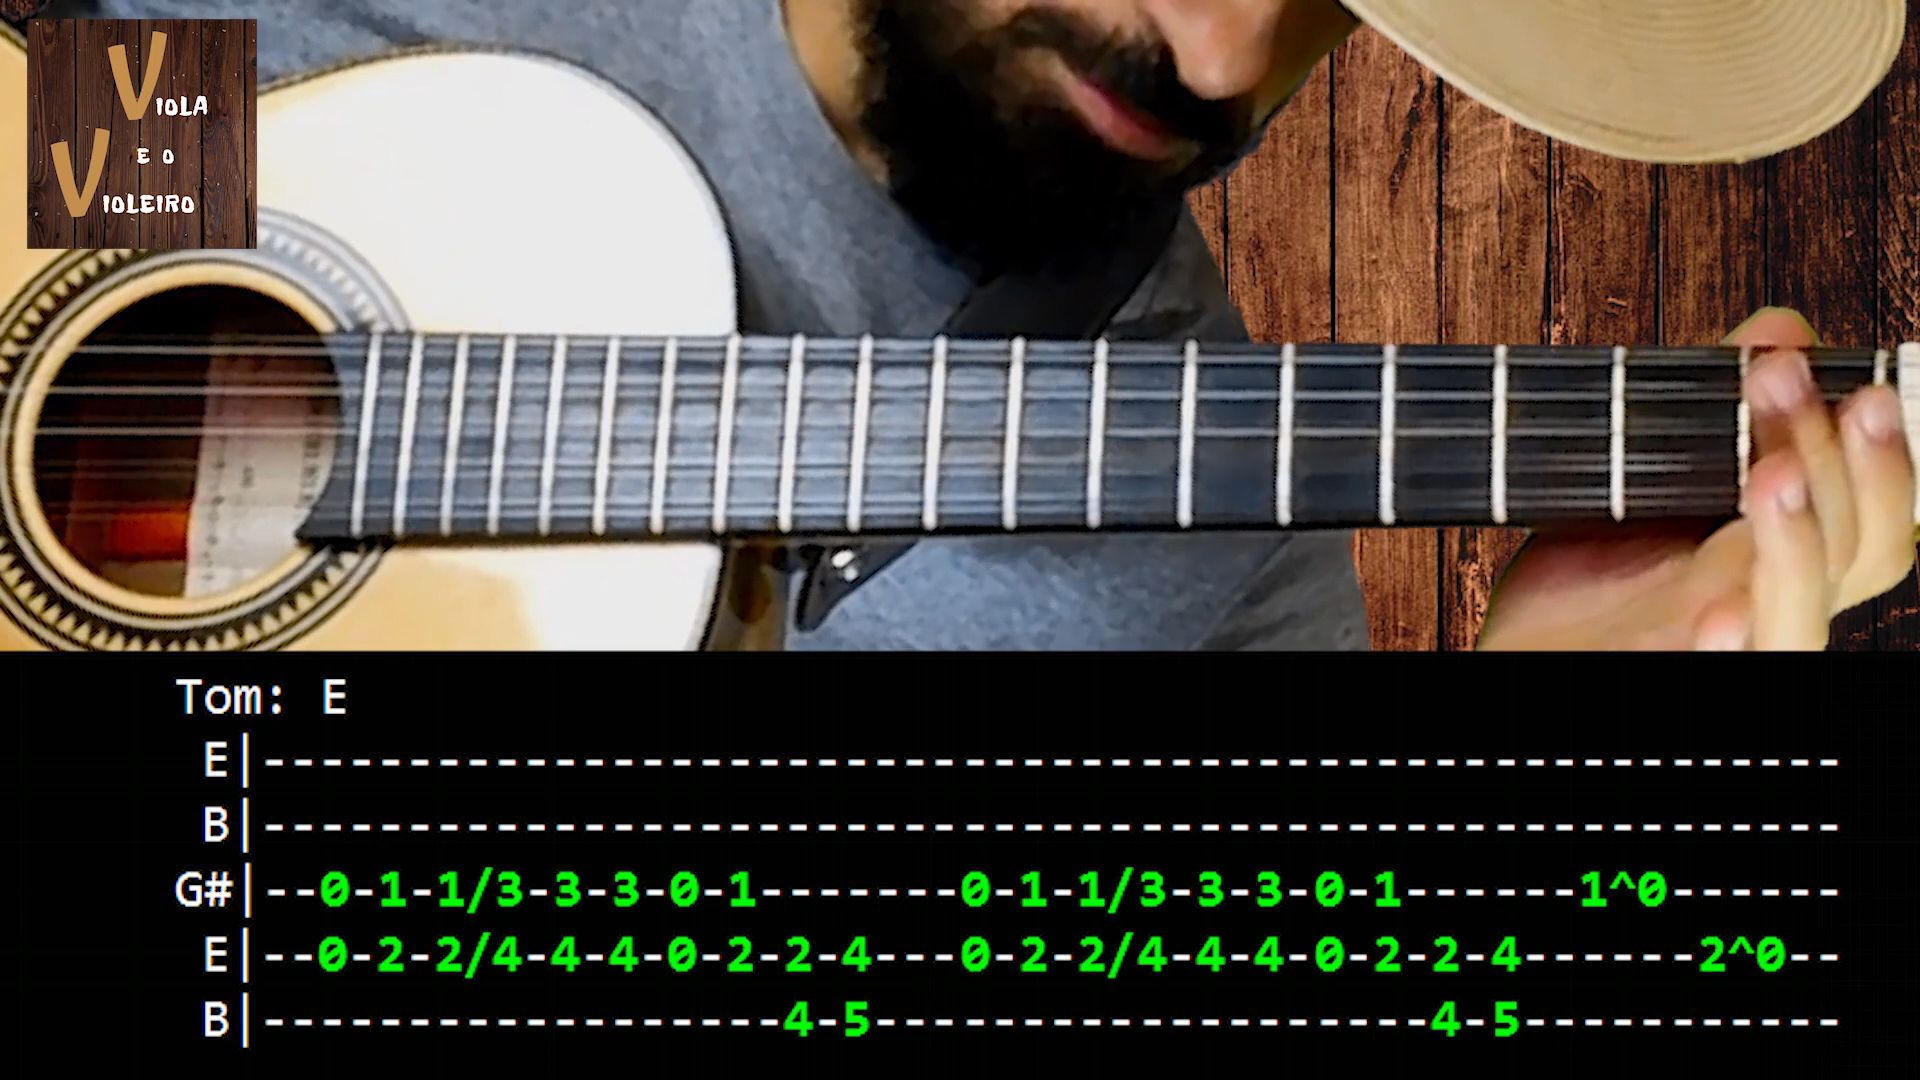 VIOLA
E O
VIOLEIRO
Tom: E
E|-------------------------------------------------------
B|-------------------------------------------------------
G#|--0-1-1/3-3-3-0-1-------0-1-1/3-3-3-0-1------1^0------
E|--0-2-2/4-4-4-0-2-2-4---0-2-2/4-4-4-0-2-2-4------2^0--
B|------------------4-5-------------------4-5-----------